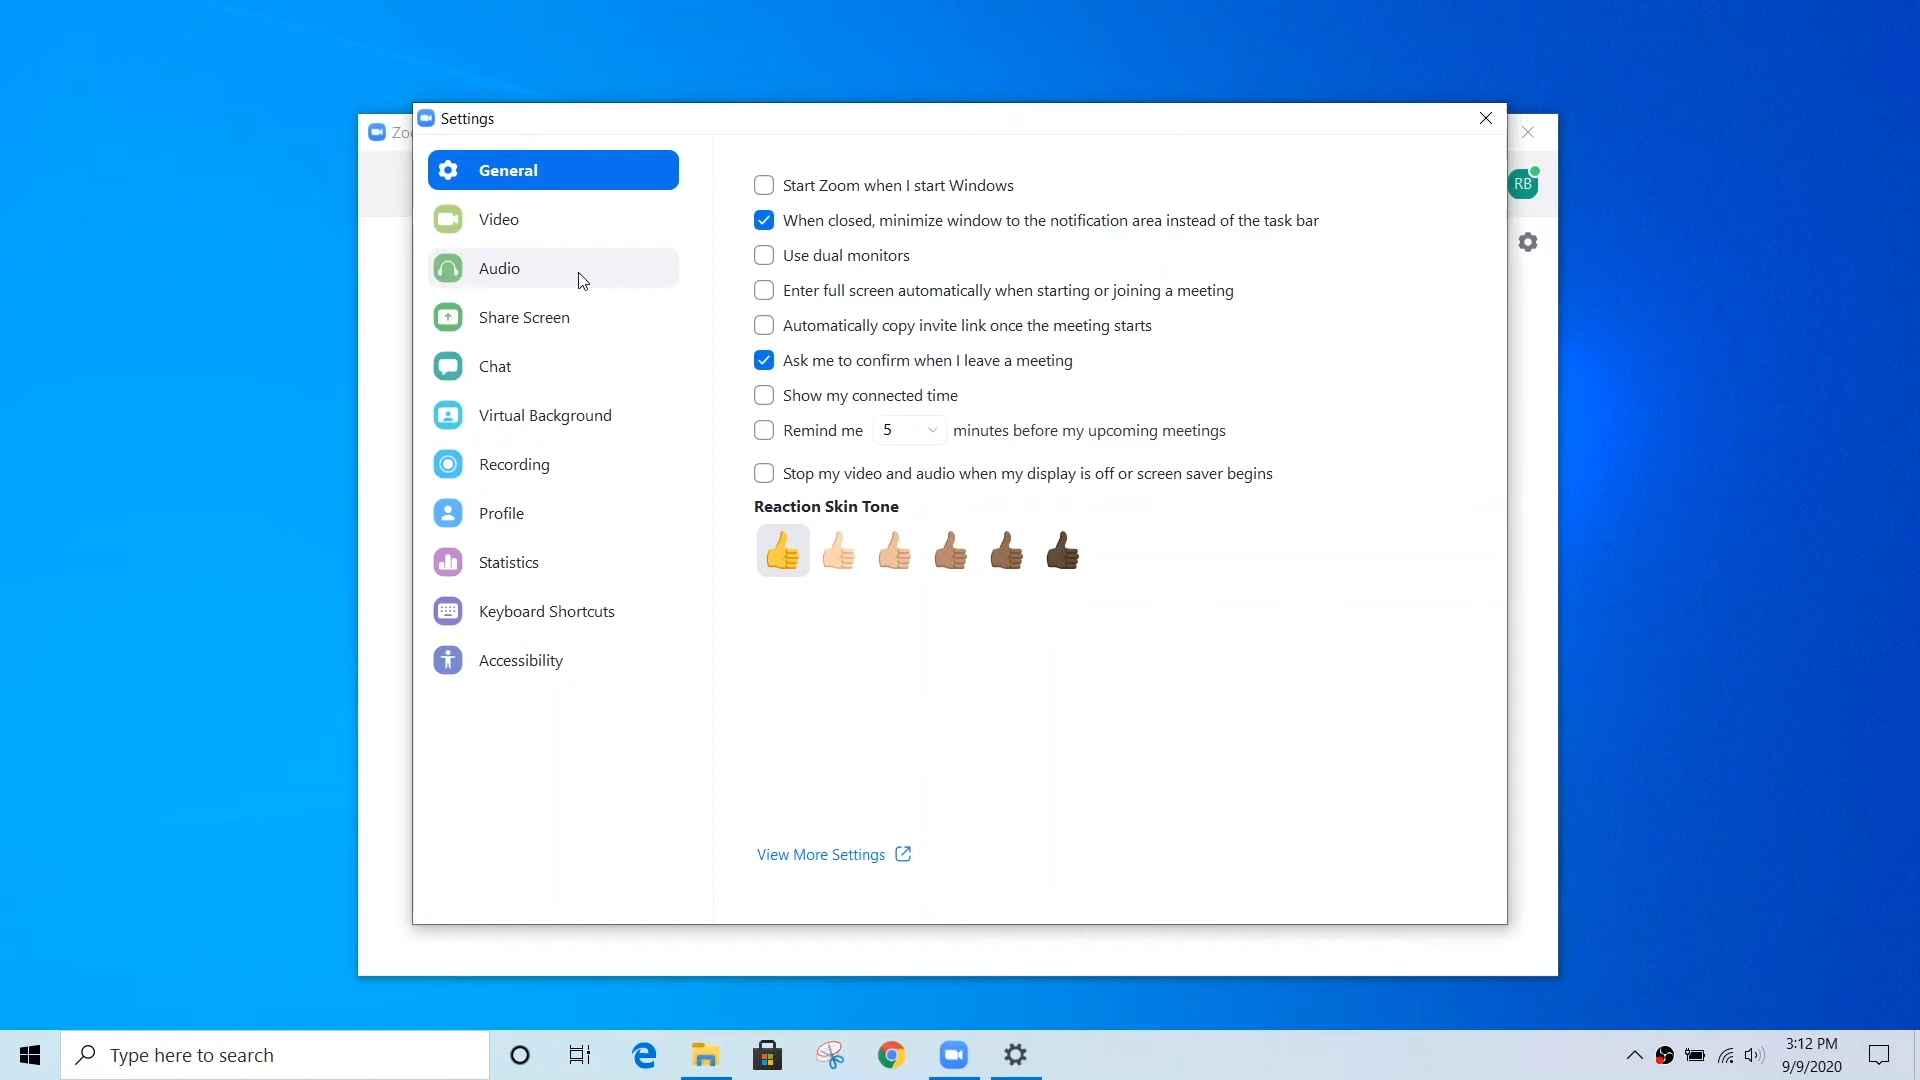 Zoo
Settings
General
Video
Audio
Share Screen
Chat
Virtual Background
Recording
Profile
Statistics
Keyboard Shortcuts
Accessibility
Start Zoom when I start Windows
When closed, minimize window to the notification area instead of the task bar
Use dual monitors
Enter full screen automatically when starting or joining a meeting
Automatically copy invite link once the meeting starts
Ask me to confirm when I leave a meeting
Show my connected time
Remind me 5 minutes before my upcoming meetings
Stop my video and audio when my display is off or screen saver begins
Reaction Skin Tone
View More Settings
RB
Type here to search
3:12 PM
9/9/2020